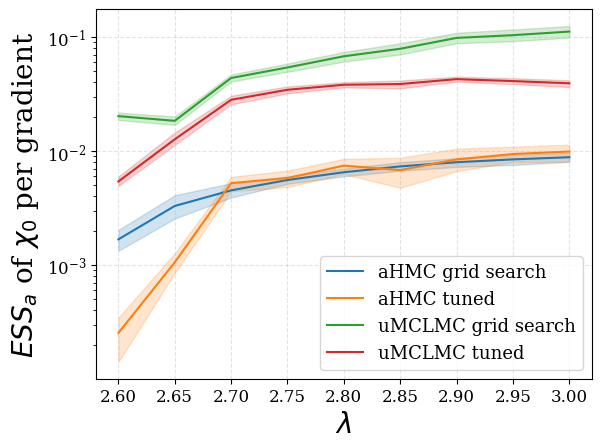 ESSₐ of χ₀ per gradient
10⁻¹
10⁻²
10⁻³
aHMC grid search
aHMC tuned
uMCLMC grid search
uMCLMC tuned
2.60 2.65 2.70 2.75 2.80 2.85 2.90 2.95 3.00
λ